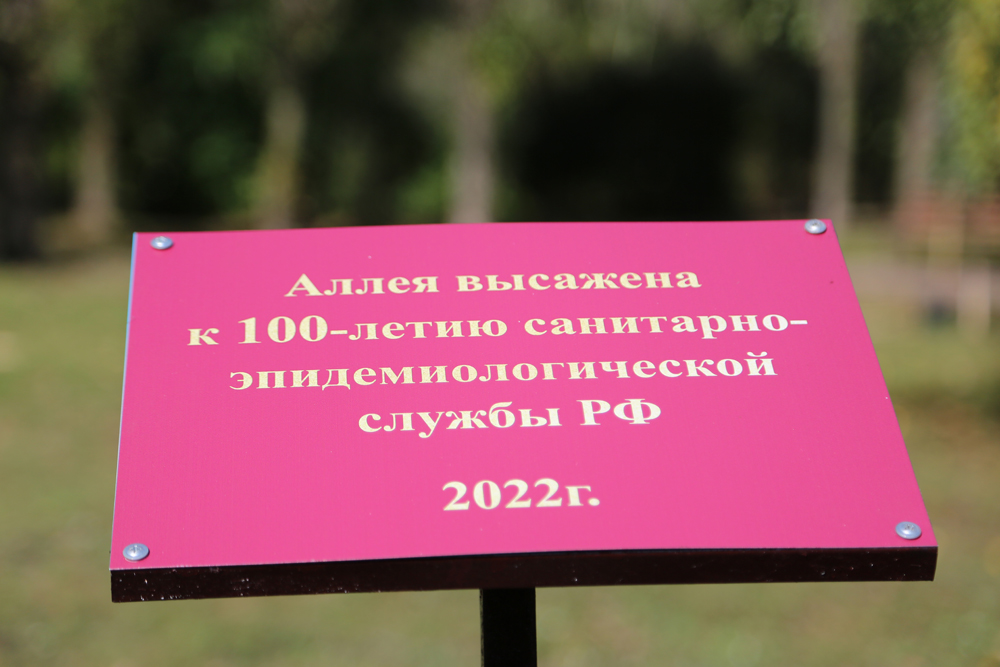 Аллея высажена
к 100-летию санитарно-
эпидемиологической
службы РФ
2022г.